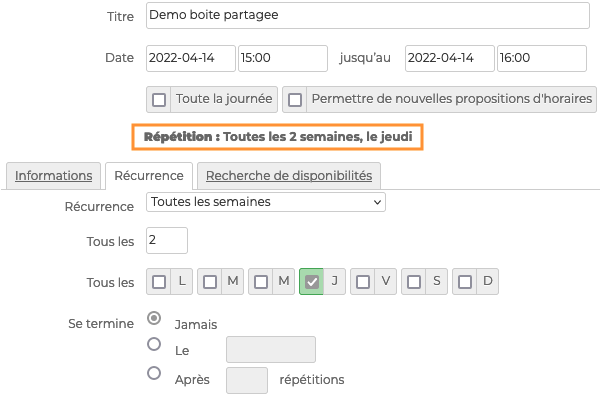 Titre Demo boite partagee
Date 2022-04-14 15:00 jusqu'au 2022-04-14 16:00
Toute la journée Permettre de nouvelles propositions d'horaires
Répétition : Toutes les 2 semaines, le jeudi
Informations Récurrence Recherche de disponibilités
Récurrence Toutes les semaines
Tous les 2
Tous les L M M J V S D
Se termine Jamais
Le
Après répétitions